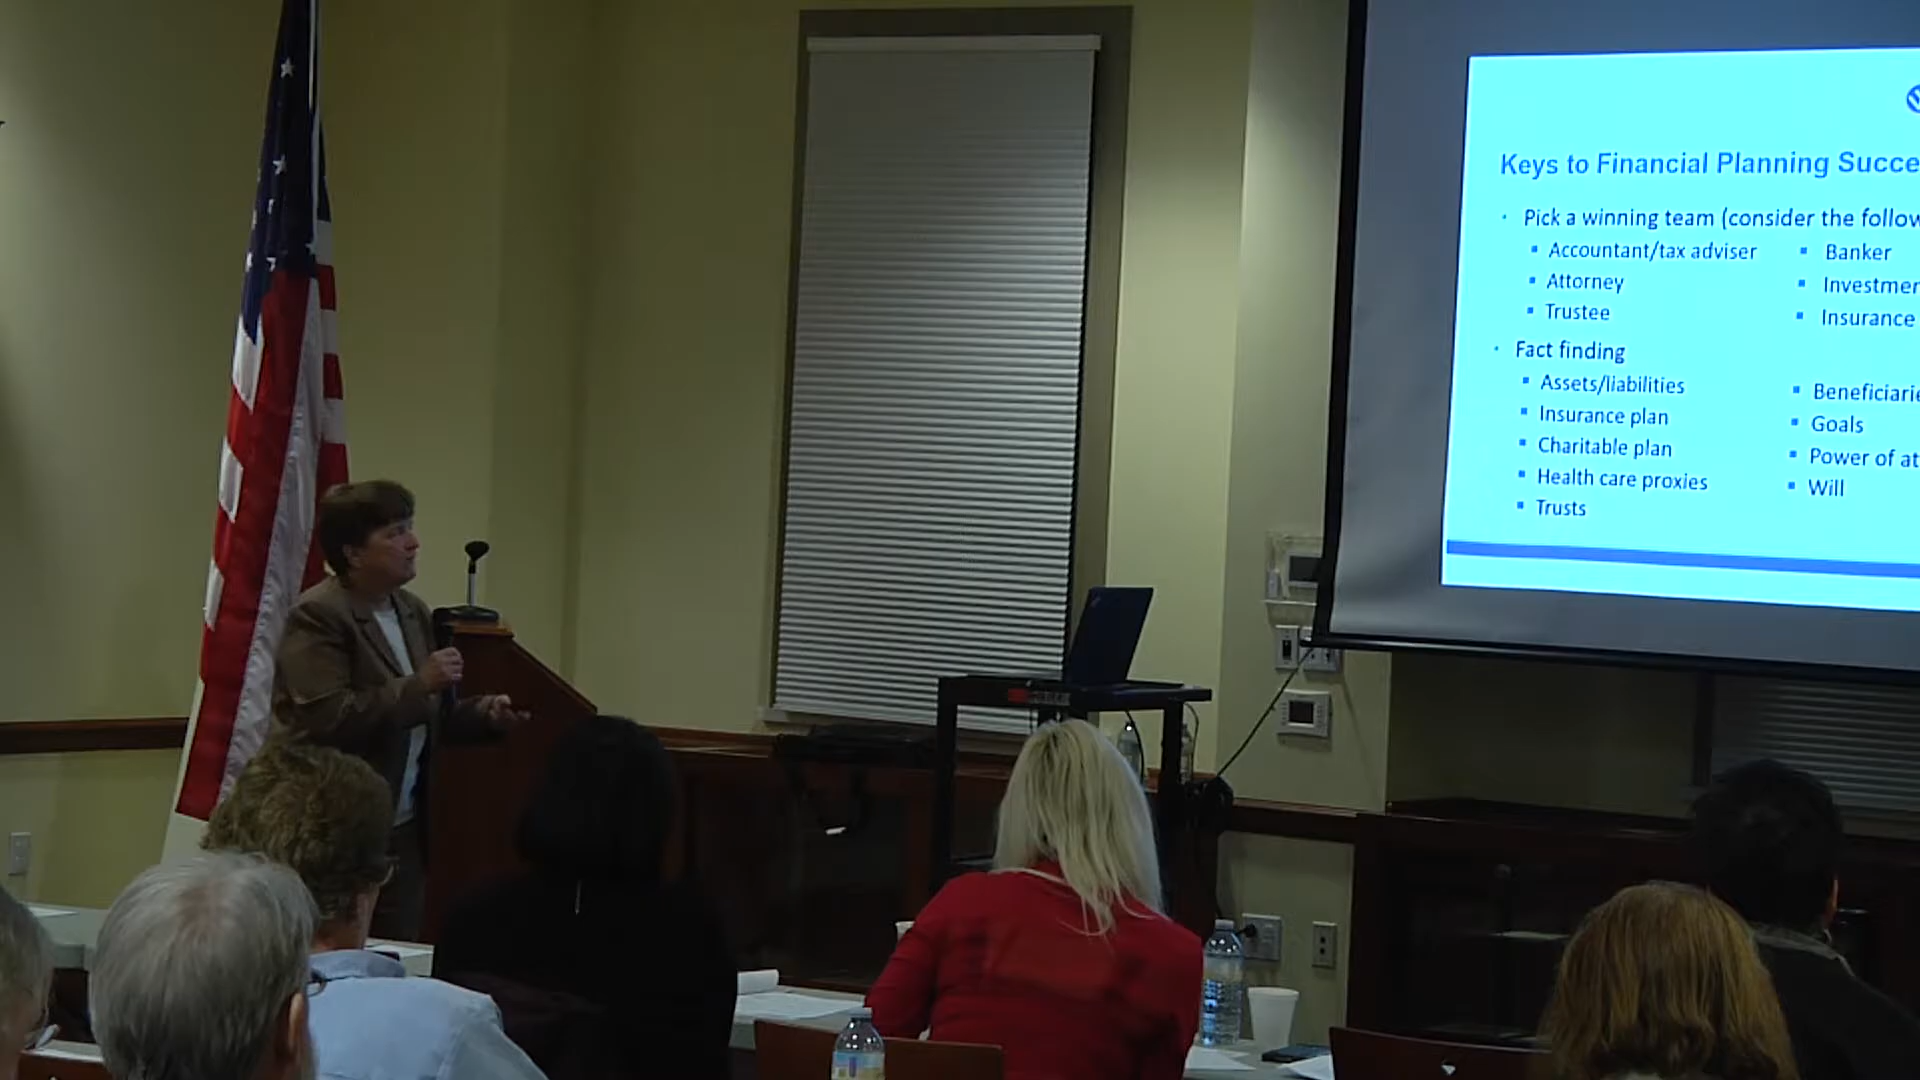 Keys to Financial Planning Succe
Pick a winning team (consider the follow
Accountant/tax adviser
Attorney
Trustee
Banker
Investmen
Insurance
Fact finding
Assets/liabilities
Insurance plan
Charitable plan
Health care proxies
Trusts
Beneficiarie
Goals
Power of at
Will